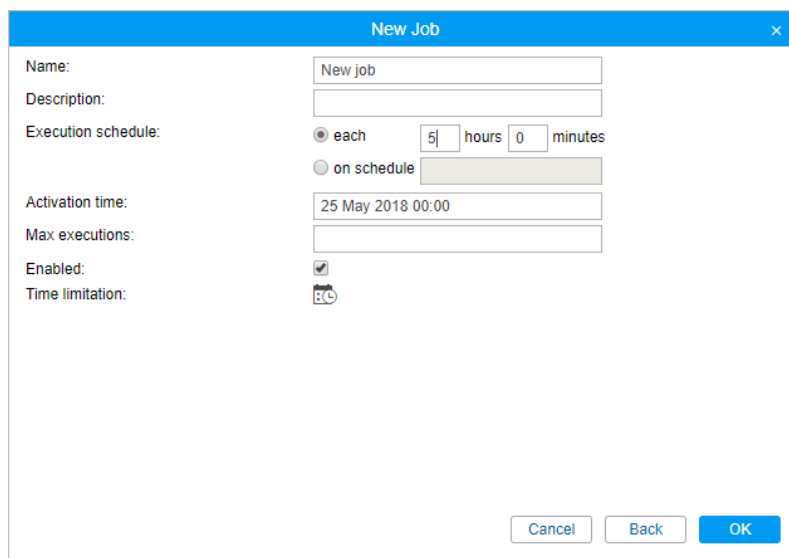 New Job ×
Name: New job
Description:
Execution schedule: each 5 hours 0 minutes
on schedule
Activation time: 25 May 2018 00:00
Max executions:
Enabled:
Time limitation:
Cancel Back OK